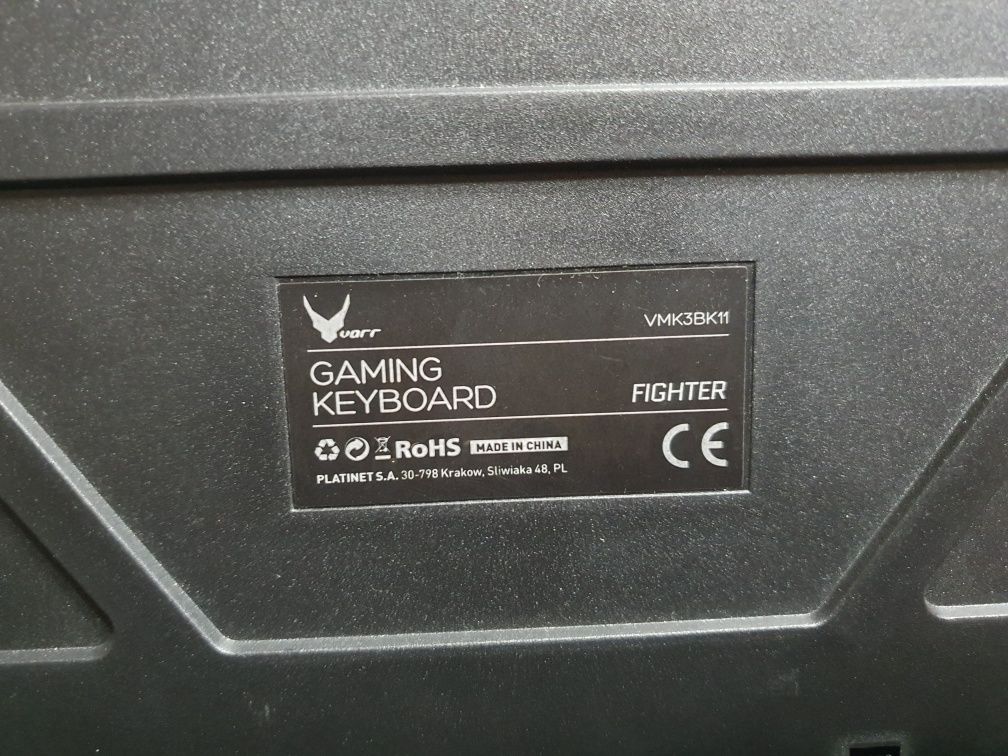 varr
VMK3BK11
GAMING
KEYBOARD
FIGHTER
RoHS MADE IN CHINA
CE
PLATINET S.A. 30-798 Krakow, Sliwiaka 48, PL